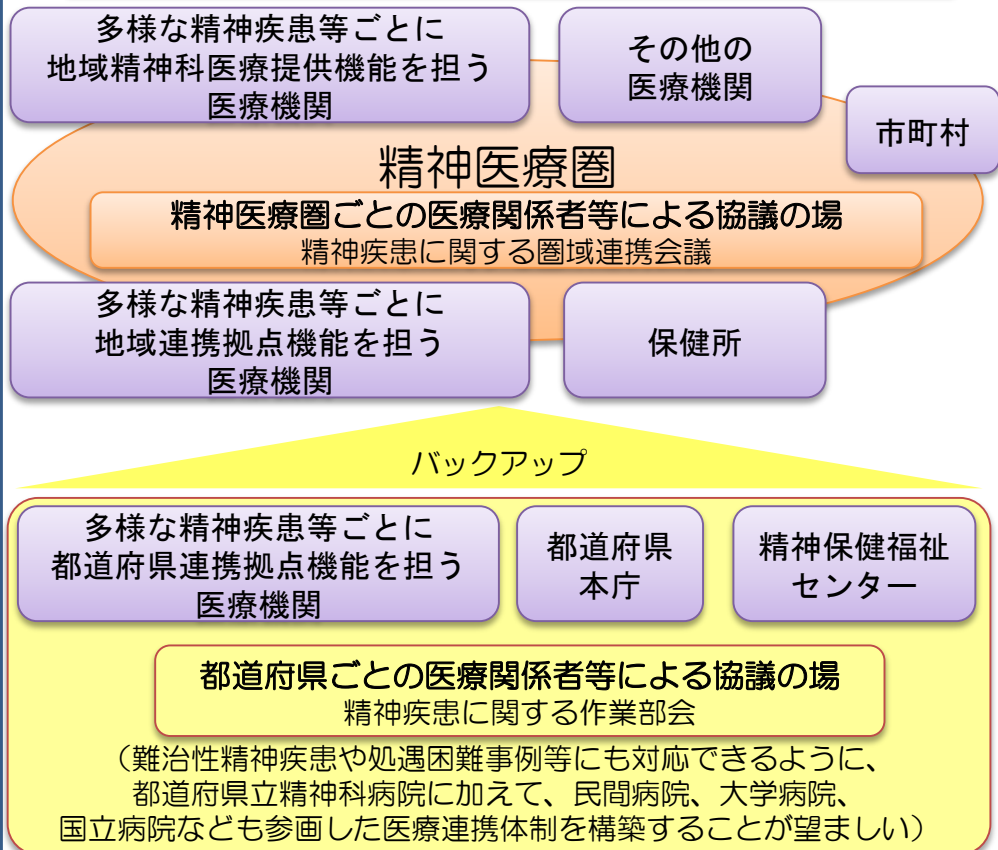 多様な精神疾患等ごとに
地域精神科医療提供機能を担う
医療機関
その他の
医療機関
市町村
精神医療圏
精神医療圏ごとの医療関係者等による協議の場
精神疾患に関する圏域連携会議
多様な精神疾患等ごとに
地域連携拠点機能を担う
医療機関
保健所
バックアップ
多様な精神疾患等ごとに
都道府県連携拠点機能を担う
医療機関
都道府県
本庁
精神保健福祉
センター
都道府県ごとの医療関係者等による協議の場
精神疾患に関する作業部会
（難治性精神疾患や処遇困難事例等にも対応できるように、
都道府県立精神科病院に加えて、民間病院、大学病院、
国立病院なども参画した医療連携体制を構築することが望ましい）